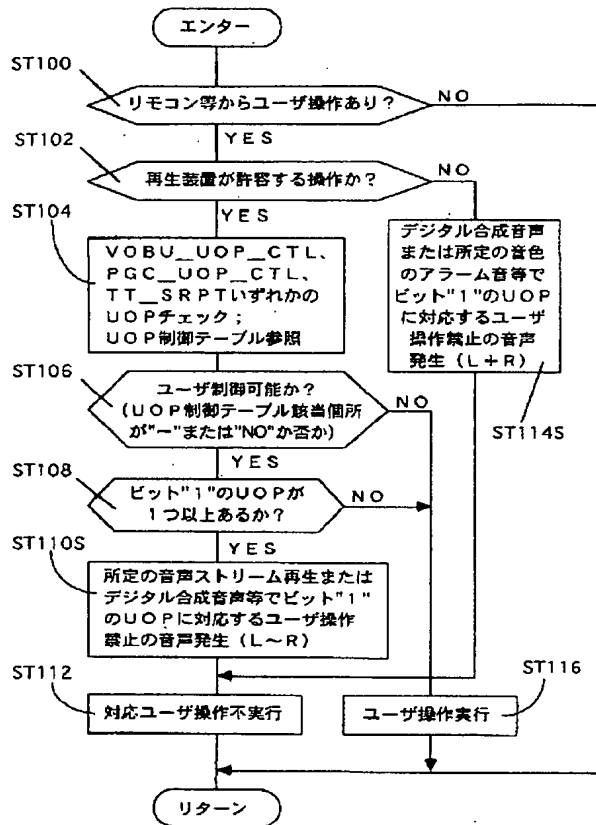 エンター
ST100
リモコン等からユーザ操作あり？
NO
YES
ST102
再生装置が許容する操作か？
NO
YES
ST104
VOBU__UOP__CTL、
PGC__UOP__CTL、
TT__SRPTいずれかの
UOPチェック；
UOP制御テーブル参照
デジタル合成音声
または所定の音色
のアラーム音等で
ビット"1"のUOP
に対応するユーザ
操作禁止の音声
発生（L＋R）
ST114S
ST106
ユーザ制御可能か？
（UOP制御テーブル該当個所
が"ー"または"NO"か否か）
NO
YES
ST108
ビット"1"のUOPが
1つ以上あるか？
NO
YES
ST110S
所定の音声ストリーム再生または
デジタル合成音声等でビット"1"
のUOPに対応するユーザ操作
禁止の音声発生（L〜R）
ST112
対応ユーザ操作不実行
ST116
ユーザ操作実行
リターン